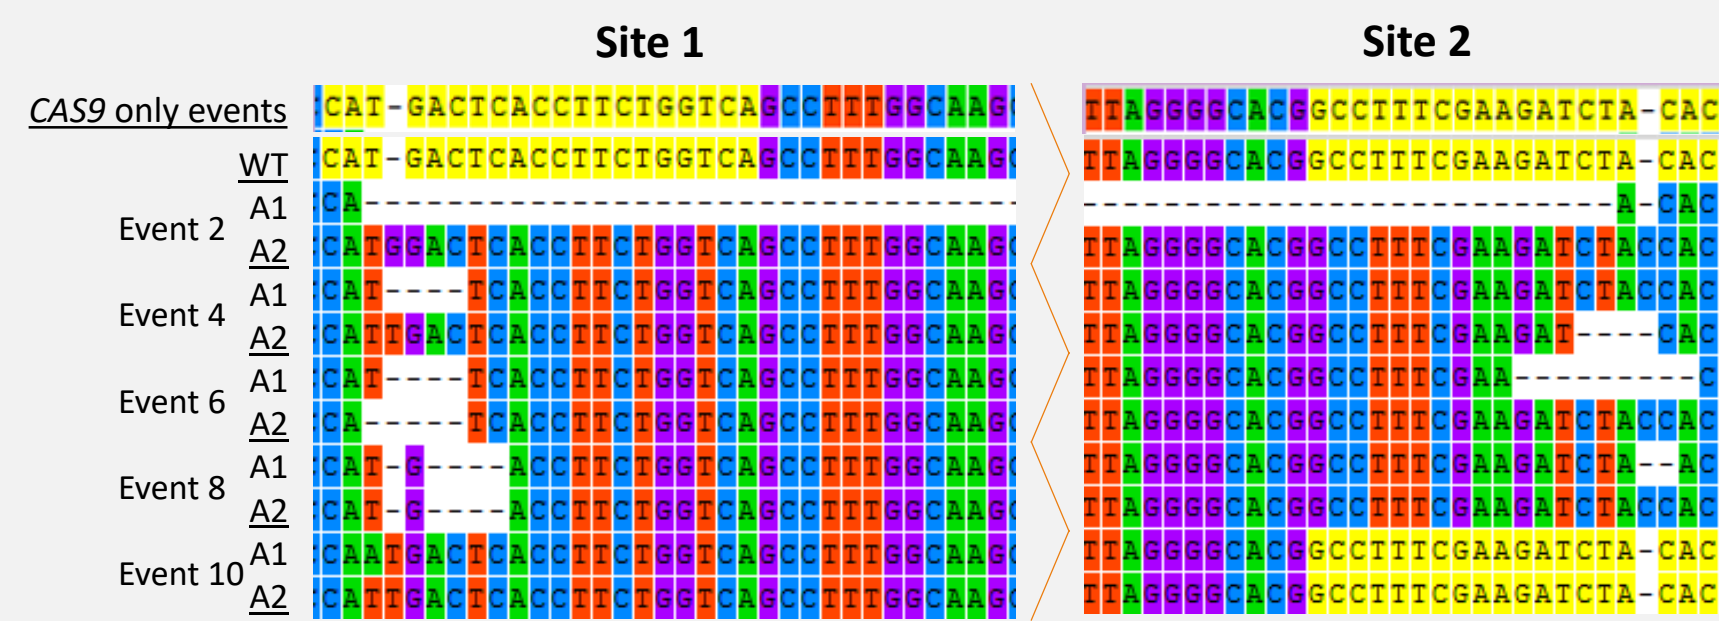 Site 1 Site 2
CAS9 only events CAT-GACTCACCTTCTGGTCAGCCTTTGGCAAG TTAGGGGCACGGCCTTTCGAAGATCTA-CAC
WT CAT-GACTCACCTTCTGGTCAGCCTTTGGCAAG TTAGGGGCACGGCCTTTCGAAGATCTA-CAC
Event 2
A1 CA------------------------------- --------------------------A-CAC
A2 CATGGACTCACCTTCTGGTCAGCCTTTGGCAAG TTAGGGGCACGGCCTTTCGAAGATCTACCAC
Event 4
A1 CAT----TCACCTTCTGGTCAGCCTTTGGCAAG TTAGGGGCACGGCCTTTCGAAGATCTACCAC
A2 CATTGACTCACCTTCTGGTCAGCCTTTGGCAAG TTAGGGGCACGGCCTTTCGAAGAT----CAC
Event 6
A1 CAT----TCACCTTCTGGTCAGCCTTTGGCAAG TTAGGGGCACGGCCTTTCGAA---------C
A2 CA-----TCACCTTCTGGTCAGCCTTTGGCAAG TTAGGGGCACGGCCTTTCGAAGATCTACCAC
Event 8
A1 CAT-G----ACCTTCTGGTCAGCCTTTGGCAAG TTAGGGGCACGGCCTTTCGAAGATCTA--AC
A2 CAT-G----ACCTTCTGGTCAGCCTTTGGCAAG TTAGGGGCACGGCCTTTCGAAGATCTACCAC
Event 10
A1 CAATGACTCACCTTCTGGTCAGCCTTTGGCAAG TTAGGGGCACGGCCTTTCGAAGATCTA-CAC
A2 CATTGACTCACCTTCTGGTCAGCCTTTGGCAAG TTAGGGGCACGGCCTTTCGAAGATCTA-CAC